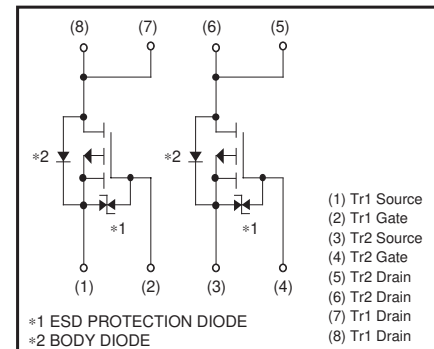 (8) (7) (6) (5)
*2 *2
*1 *1
(1) (2) (3) (4)
(1) Tr1 Source
(2) Tr1 Gate
(3) Tr2 Source
(4) Tr2 Gate
(5) Tr2 Drain
(6) Tr2 Drain
(7) Tr1 Drain
(8) Tr1 Drain
*1 ESD PROTECTION DIODE
*2 BODY DIODE